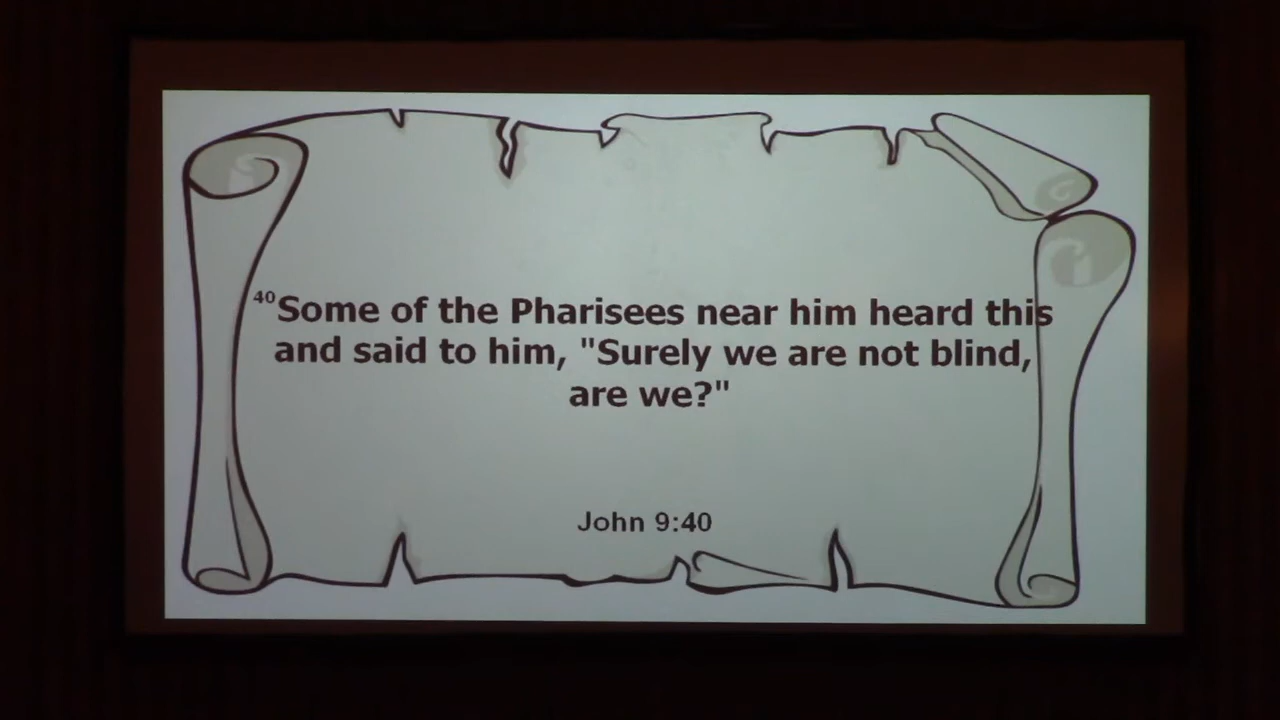 40Some of the Pharisees near him heard this
and said to him, "Surely we are not blind,
are we?"
John 9:40